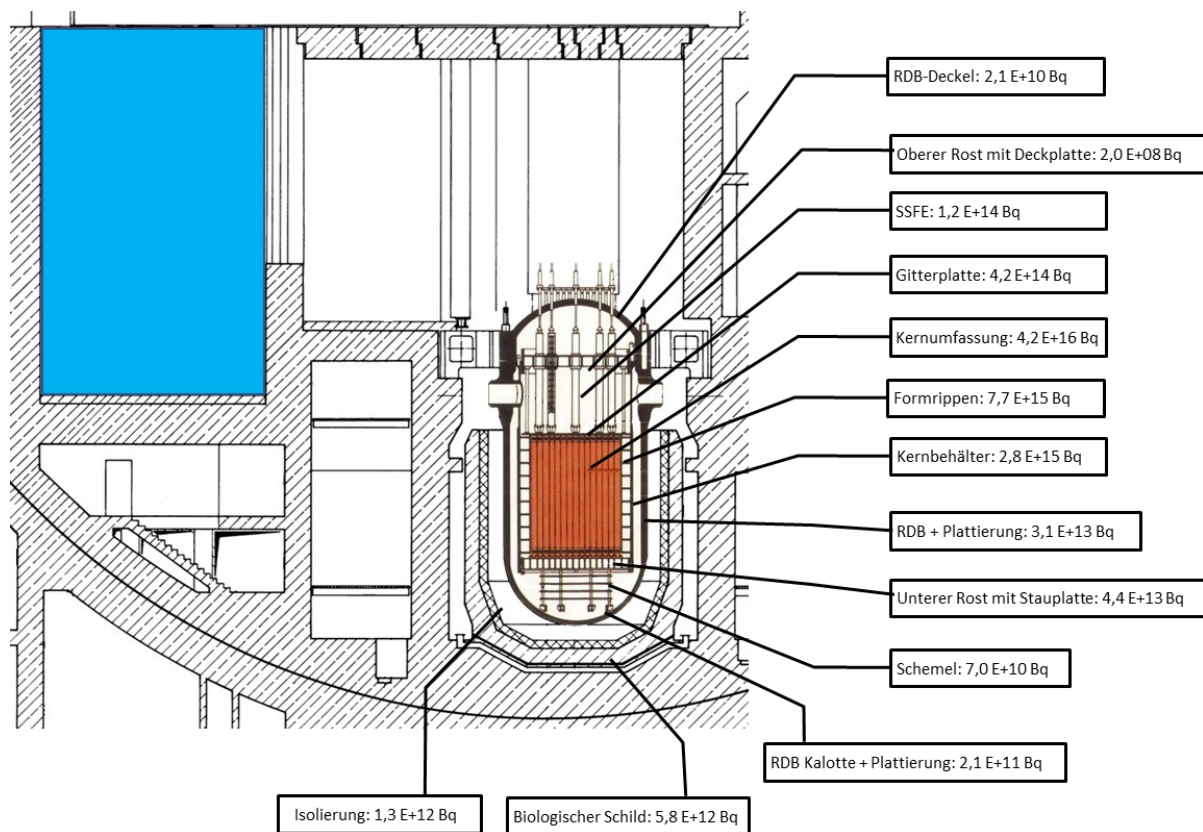 RDB-Deckel: 2,1 E+10 Bq
Oberer Rost mit Deckplatte: 2,0 E+08 Bq
SSFE: 1,2 E+14 Bq
Gitterplatte: 4,2 E+14 Bq
Kernumfassung: 4,2 E+16 Bq
Formrippen: 7,7 E+15 Bq
Kernbehälter: 2,8 E+15 Bq
RDB + Plattierung: 3,1 E+13 Bq
Unterer Rost mit Stauplatte: 4,4 E+13 Bq
Schemel: 7,0 E+10 Bq
RDB Kalotte + Plattierung: 2,1 E+11 Bq
Isolierung: 1,3 E+12 Bq
Biologischer Schild: 5,8 E+12 Bq